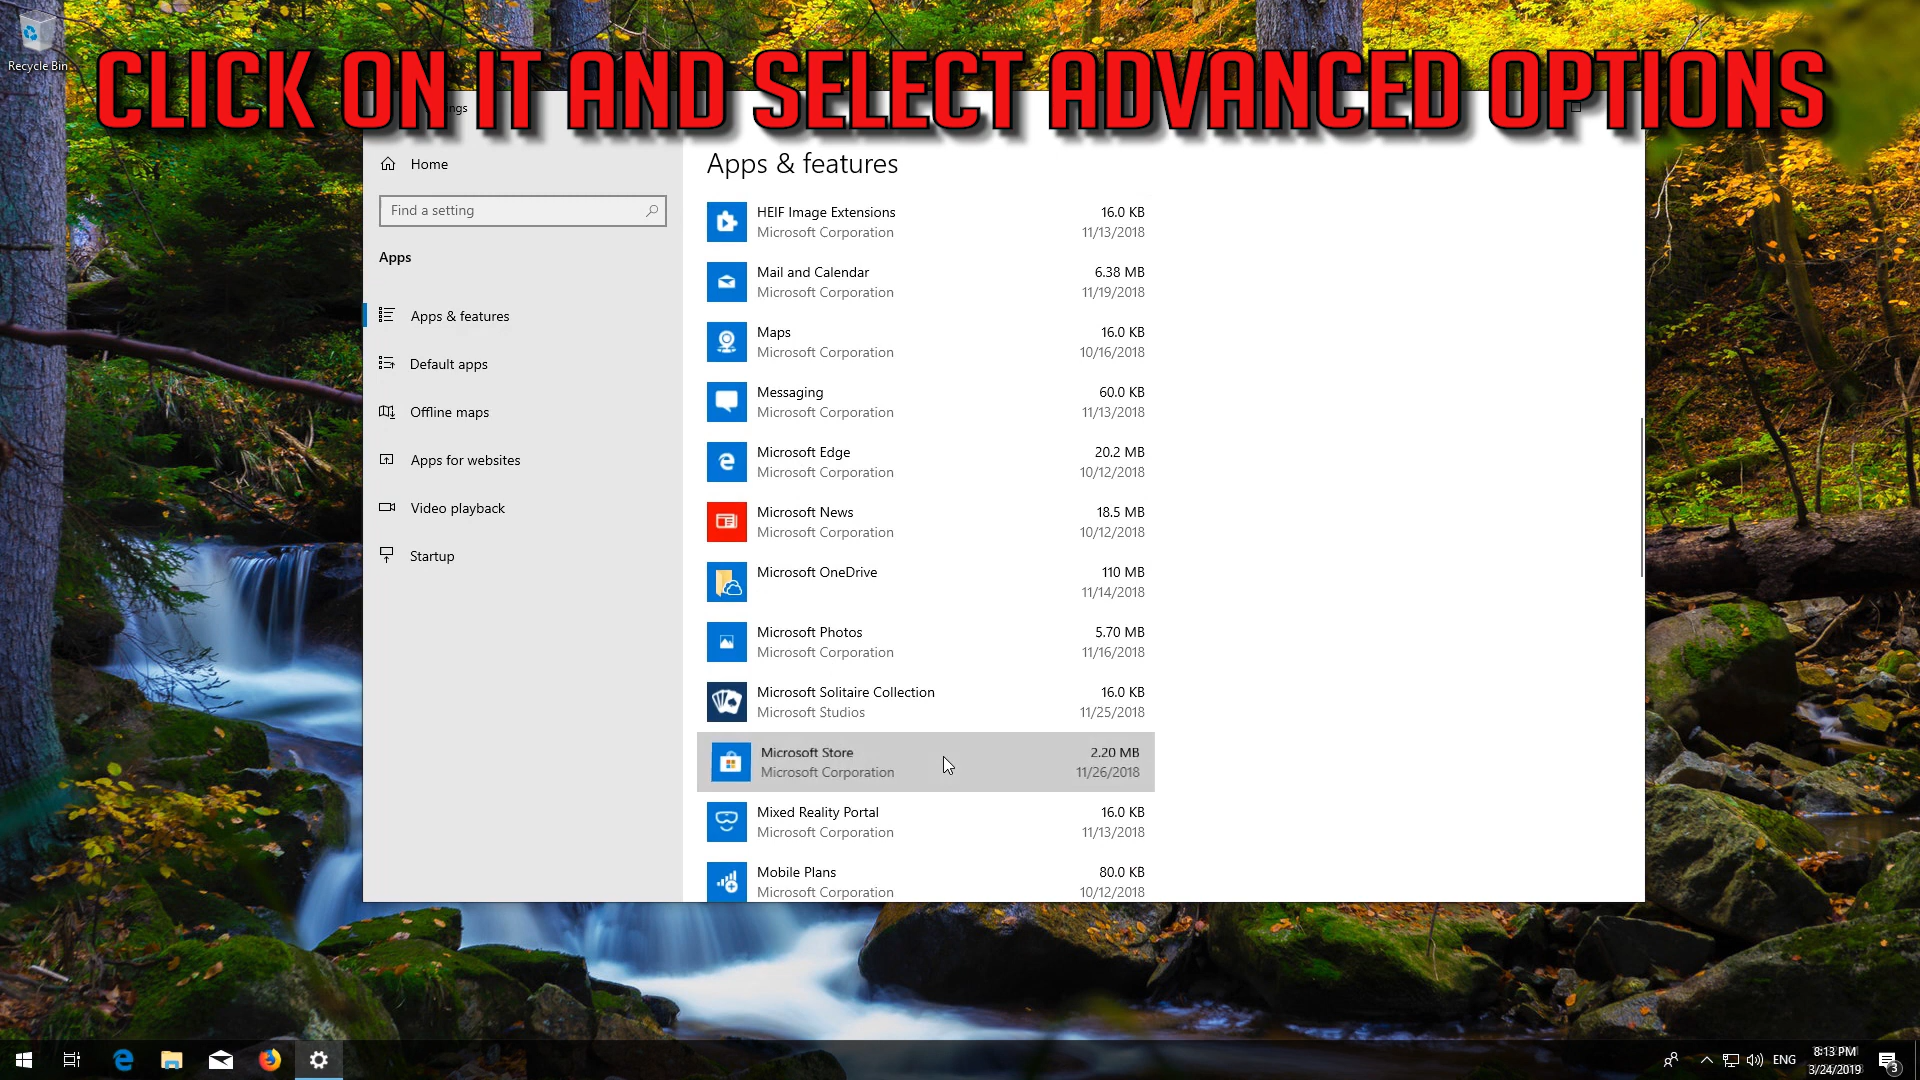 Recycle Bin
CLICK ON IT AND SELECT ADVANCED OPTIONS
Home
Find a setting
Apps
Apps & features
Default apps
Offline maps
Apps for websites
Video playback
Startup
Apps & features
HEIF Image Extensions 16.0 KB
Microsoft Corporation 11/13/2018
Mail and Calendar 6.38 MB
Microsoft Corporation 11/19/2018
Maps 16.0 KB
Microsoft Corporation 10/16/2018
Messaging 60.0 KB
Microsoft Corporation 11/13/2018
Microsoft Edge 20.2 MB
Microsoft Corporation 10/12/2018
Microsoft News 18.5 MB
Microsoft Corporation 10/12/2018
Microsoft OneDrive 110 MB
11/14/2018
Microsoft Photos 5.70 MB
Microsoft Corporation 11/16/2018
Microsoft Solitaire Collection 16.0 KB
Microsoft Studios 11/25/2018
Microsoft Store 2.20 MB
Microsoft Corporation 11/26/2018
Mixed Reality Portal 16.0 KB
Microsoft Corporation 11/13/2018
Mobile Plans 80.0 KB
Microsoft Corporation 10/12/2018
ENG
8:13 PM
3/24/2019
3